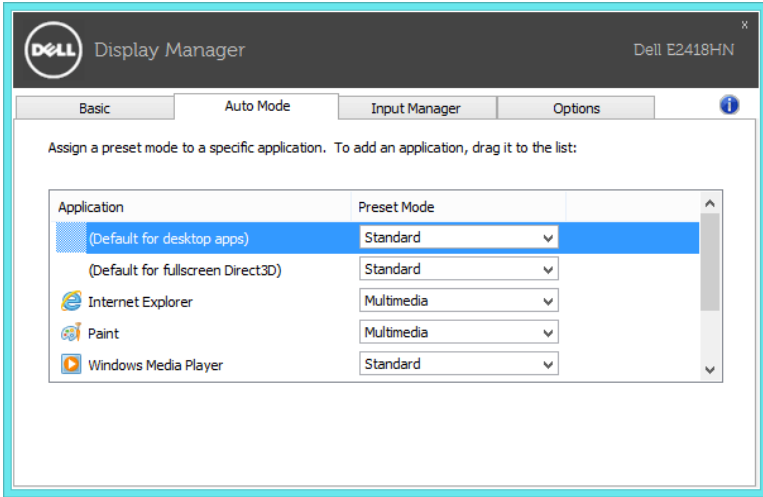 x
DELL Display Manager Dell E2418HN
Basic Auto Mode Input Manager Options i
Assign a preset mode to a specific application. To add an application, drag it to the list:
Application Preset Mode
(Default for desktop apps) Standard
(Default for fullscreen Direct3D) Standard
Internet Explorer Multimedia
Paint Multimedia
Windows Media Player Standard